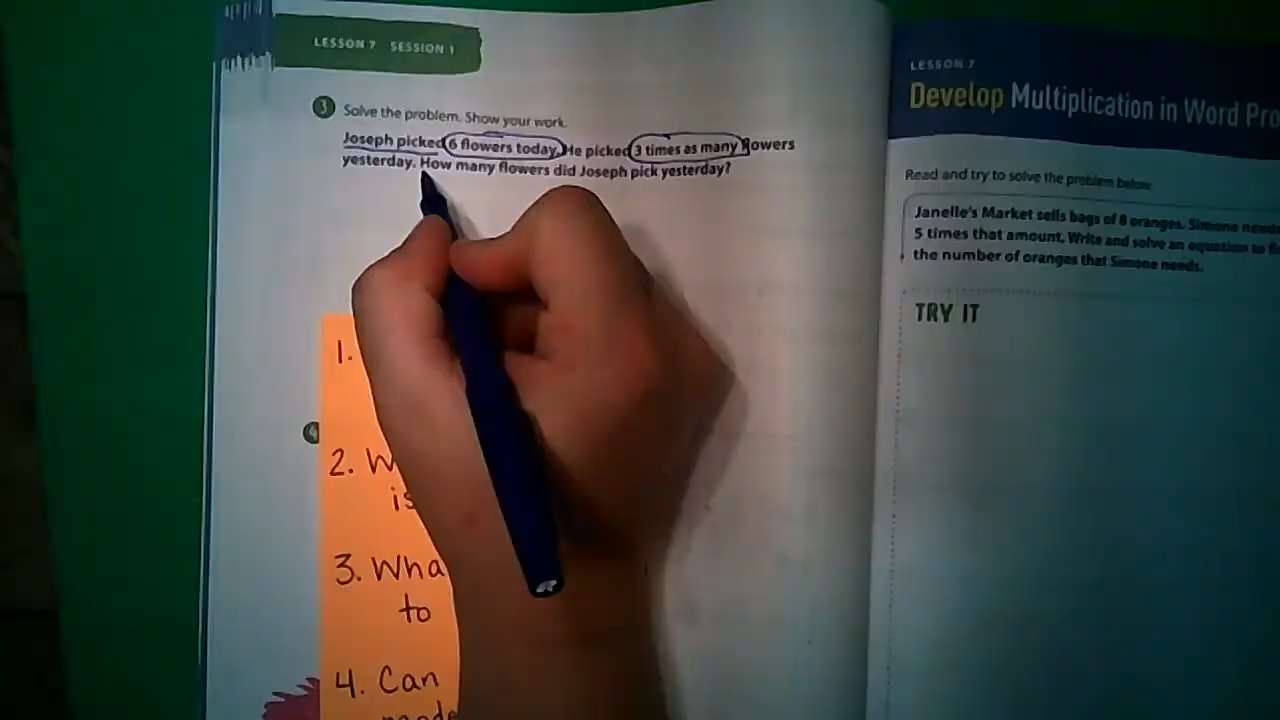 LESSON 7 SESSION 1
3 Solve the problem. Show your work.
Joseph picked 6 flowers today. He picked 3 times as many flowers
yesterday. How many flowers did Joseph pick yesterday?
1.
4
2. W
is
3. Wha
to
4. Can
LESSON 7
Develop Multiplication in Word Pro
Read and try to solve the problem below.
Janelle's Market sells bags of 8 oranges. Simone need
5 times that amount. Write and solve an equation to fi
the number of oranges that Simone needs.
TRY IT